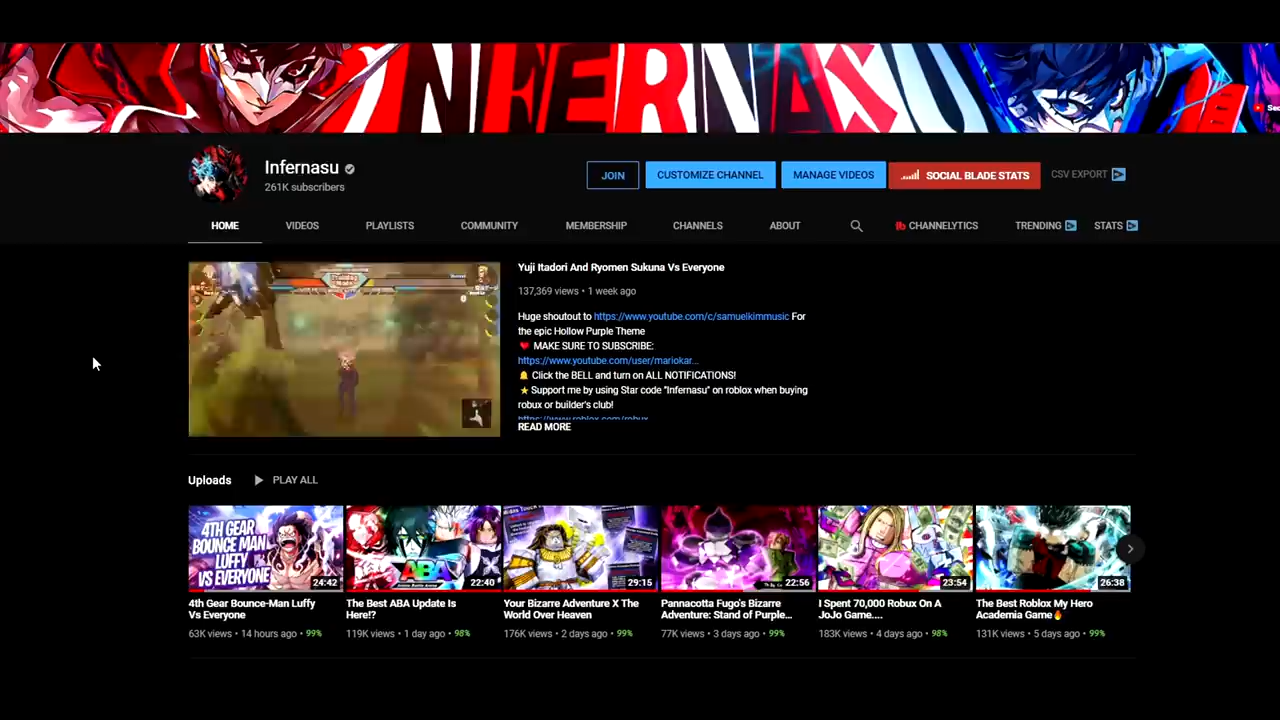 INFERNASU
Infernasu
261K subscribers
JOIN
CUSTOMIZE CHANNEL
MANAGE VIDEOS
SOCIAL BLADE STATS
CSV EXPORT
HOME
VIDEOS
PLAYLISTS
COMMUNITY
MEMBERSHIP
CHANNELS
ABOUT
CHANNELYTICS
TRENDING
STATS
Yuji Itadori And Ryomen Sukuna Vs Everyone
137,369 views • 1 week ago
Huge shoutout to https://www.youtube.com/c/samuelkimmusic For
the epic Hollow Purple Theme
MAKE SURE TO SUBSCRIBE:
https://www.youtube.com/user/mariokar...
Click the BELL and turn on ALL NOTIFICATIONS!
Support me by using Star code "Infernasu" on roblox when buying
robux or builder's club!
https://www.roblox.com/robux
READ MORE
Uploads
PLAY ALL
4TH GEAR
BOUNCE MAN
LUFFY
VS EVERYONE
24:42
ABA
22:40
29:15
22:56
23:54
26:38
4th Gear Bounce-Man Luffy
Vs Everyone
63K views • 14 hours ago • 99%
The Best ABA Update Is
Here!?
119K views • 1 day ago • 98%
Your Bizarre Adventure X The
World Over Heaven
176K views • 2 days ago • 99%
Pannacotta Fugo's Bizarre
Adventure: Stand of Purple...
77K views • 3 days ago • 99%
I Spent 70,000 Robux On A
JoJo Game....
183K views • 4 days ago • 98%
The Best Roblox My Hero
Academia Game🔥
131K views • 5 days ago • 99%